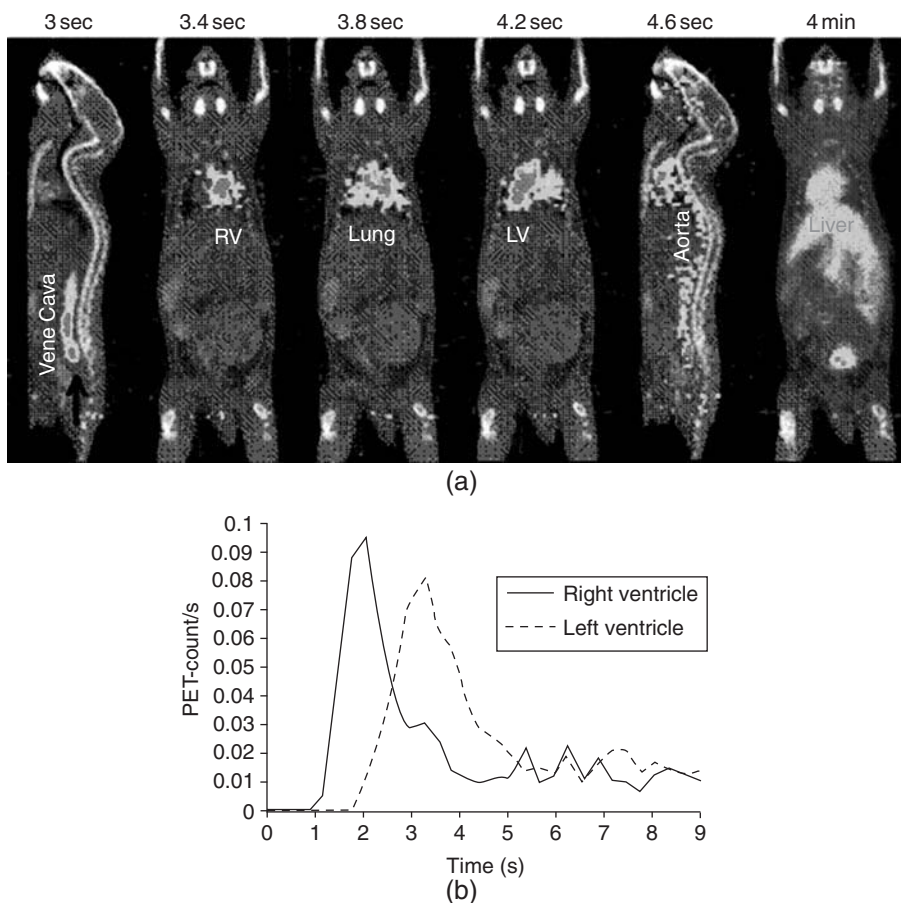 3 sec 3.4 sec 3.8 sec 4.2 sec 4.6 sec 4 min
Vene Cava
RV
Lung
LV
Aorta
Liver
(a)
PET-count/s
0.1
0.09
0.08
0.07
0.06
0.05
0.04
0.03
0.02
0.01
0
Right ventricle
Left ventricle
0 1 2 3 4 5 6 7 8 9
Time (s)
(b)